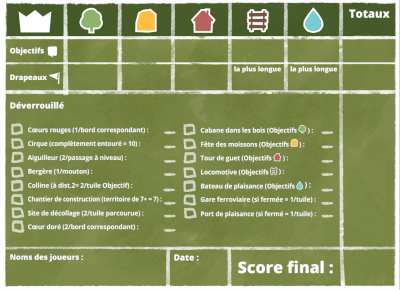 Totaux
Objectifs
Drapeaux
la plus longue
la plus longue
Déverrouillé
Cœurs rouges (1/bord correspondant) :
Cirque (complètement entouré = 10) :
Aiguilleur (2/passage à niveau) :
Bergère (1/mouton) :
Colline (à dist.2= 2/tuile Objectif) :
Chantier de construction (territoire de 7+ = 7) :
Site de décollage (2/tuile parcourue) :
Cœur doré (2/bord correspondant) :
Cabane dans les bois (Objectifs ) :
Fête des moissons (Objectifs ) :
Tour de guet (Objectifs ) :
Locomotive (Objectifs ) :
Bateau de plaisance (Objectifs ) :
Gare ferroviaire (si fermée = 1/tuile) :
Port de plaisance (si fermé = 1/tuile) :
Noms des joueurs :
Date :
Score final :